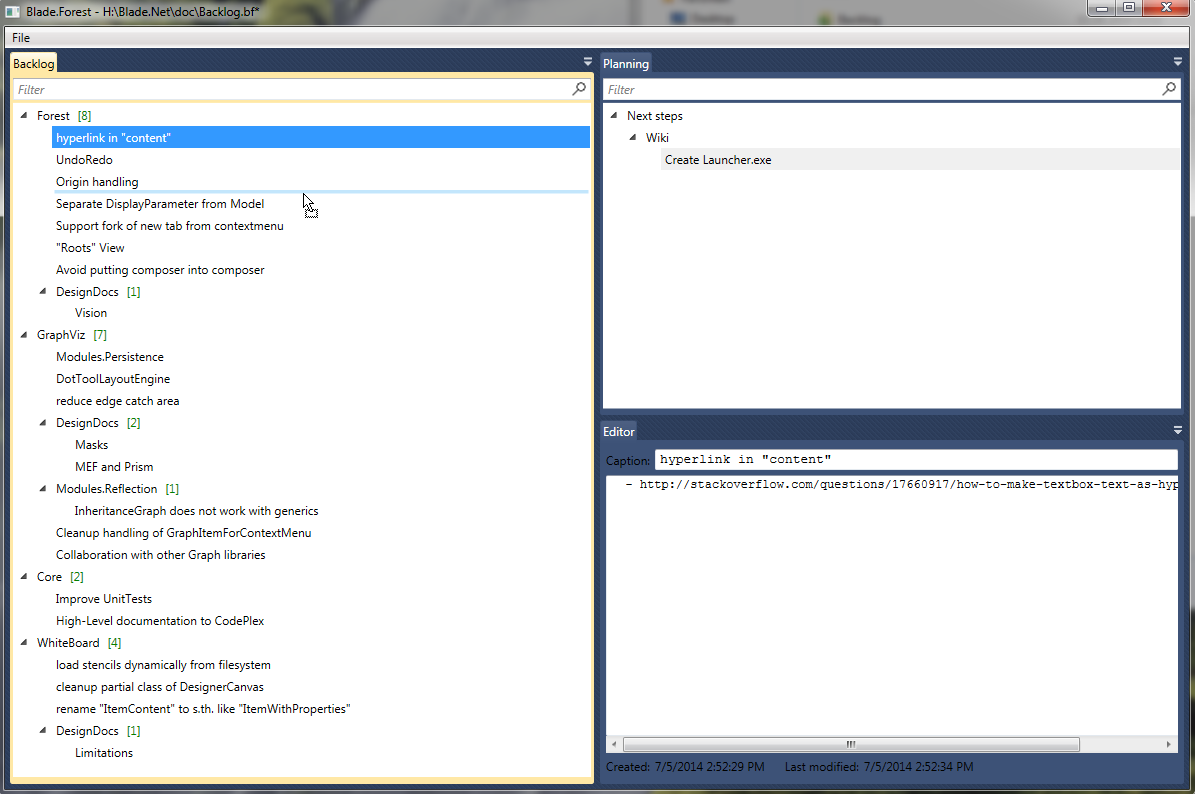 Blade.Forest - H:\Blade.Net\doc\Backlog.bf*
File
Backlog
Filter
Forest [8]
hyperlink in "content"
UndoRedo
Origin handling
Separate DisplayParameter from Model
Support fork of new tab from contextmenu
"Roots" View
Avoid putting composer into composer
DesignDocs [1]
Vision
GraphViz [7]
Modules.Persistence
DotToolLayoutEngine
reduce edge catch area
DesignDocs [2]
Masks
MEF and Prism
Modules.Reflection [1]
InheritanceGraph does not work with generics
Cleanup handling of GraphItemForContextMenu
Collaboration with other Graph libraries
Core [2]
Improve UnitTests
High-Level documentation to CodePlex
WhiteBoard [4]
load stencils dynamically from filesystem
cleanup partial class of DesignerCanvas
rename "ItemContent" to s.th. like "ItemWithProperties"
DesignDocs [1]
Limitations
Planning
Filter
Next steps
Wiki
Create Launcher.exe
Editor
Caption: hyperlink in "content"
- http://stackoverflow.com/questions/17660917/how-to-make-textbox-text-as-hyp
Created: 7/5/2014 2:52:29 PM Last modified: 7/5/2014 2:52:34 PM